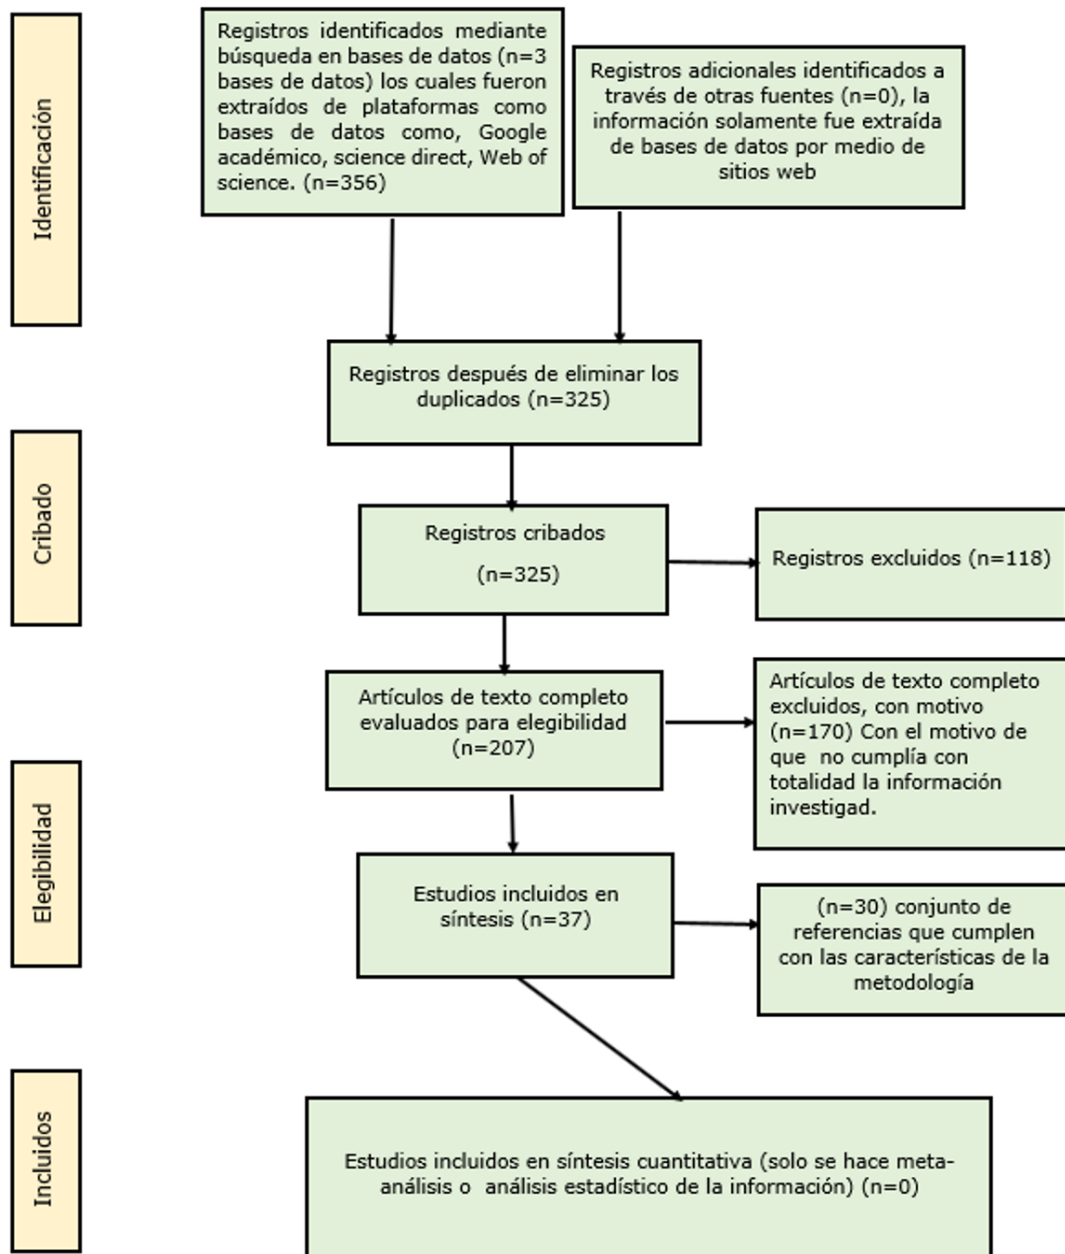 Identificación
Registros identificados mediante
búsqueda en bases de datos (n=3
bases de datos) los cuales fueron
extraídos de plataformas como
bases de datos como, Google
académico, science direct, Web of
science. (n=356)
Registros adicionales identificados a
través de otras fuentes (n=0), la
información solamente fue extraída
de bases de datos por medio de
sitios web
Registros después de eliminar los
duplicados (n=325)
Cribado
Registros cribados
(n=325)
Registros excluidos (n=118)
Artículos de texto completo
evaluados para elegibilidad
(n=207)
Artículos de texto completo
excluidos, con motivo
(n=170) Con el motivo de
que no cumplía con
totalidad la información
investigad.
Elegibilidad
Estudios incluidos en
síntesis (n=37)
(n=30) conjunto de
referencias que cumplen
con las características de la
metodología
Incluidos
Estudios incluidos en síntesis cuantitativa (solo se hace meta-
análisis o análisis estadístico de la información) (n=0)